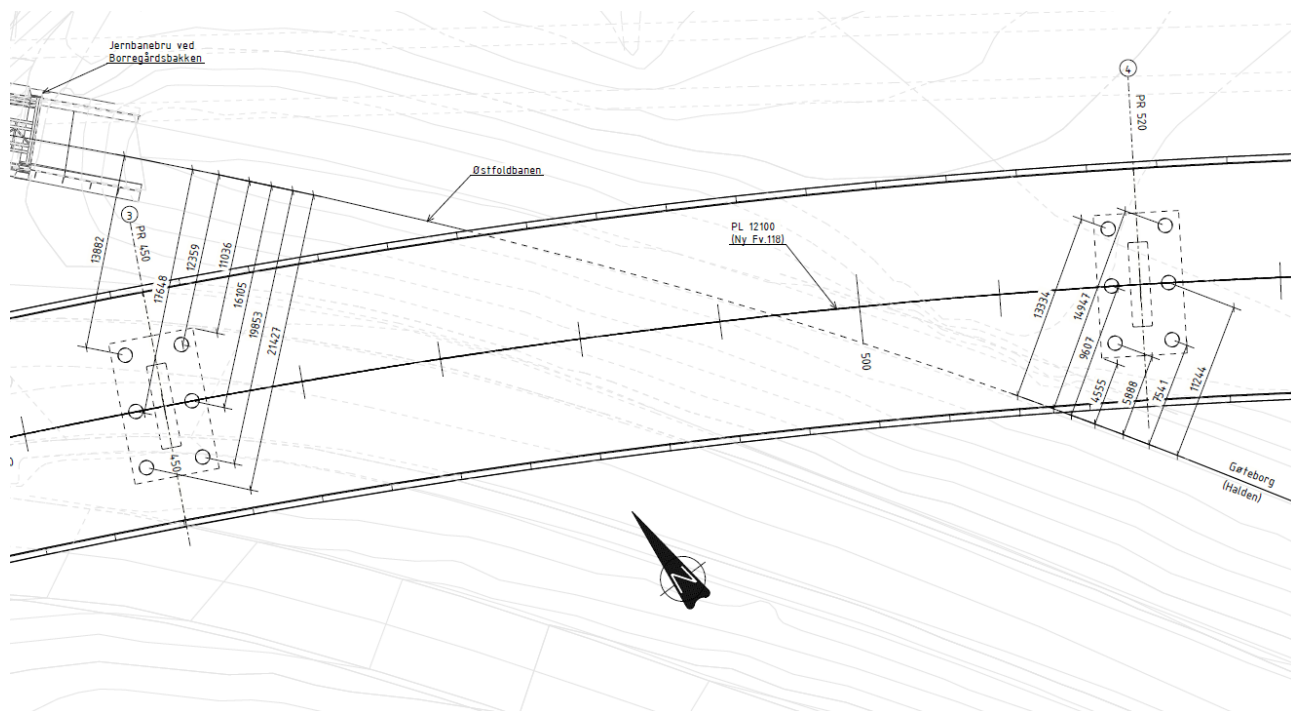 Jernbanebru ved
Borregårdsbakken
4
PR 520
Østfoldbanen
3
PR 450
PL 12100
(Ny Fv.118)
13882
17648
12359
11036
16105
19853
21427
13334
14947
9607
4555
5888
7541
11244
500
450
Gøteborg
(Halden)
N